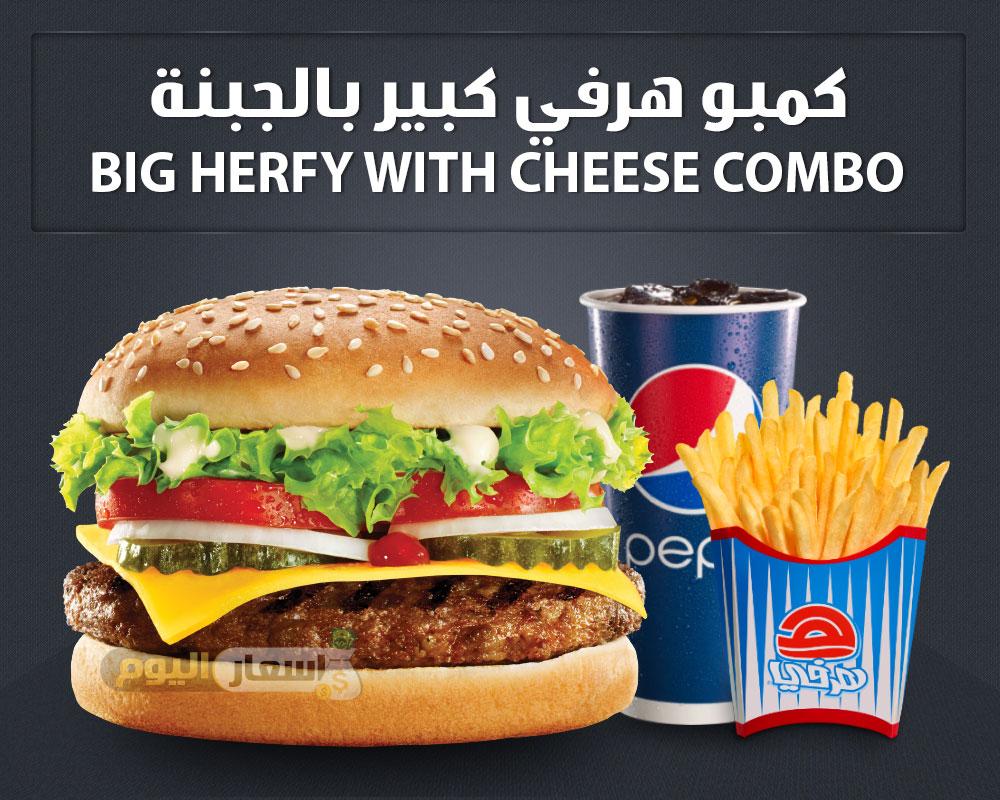 كمبو هرفي كبير بالجبنة
BIG HERFY WITH CHEESE COMBO
pep
هرفي
اسعار اليوم